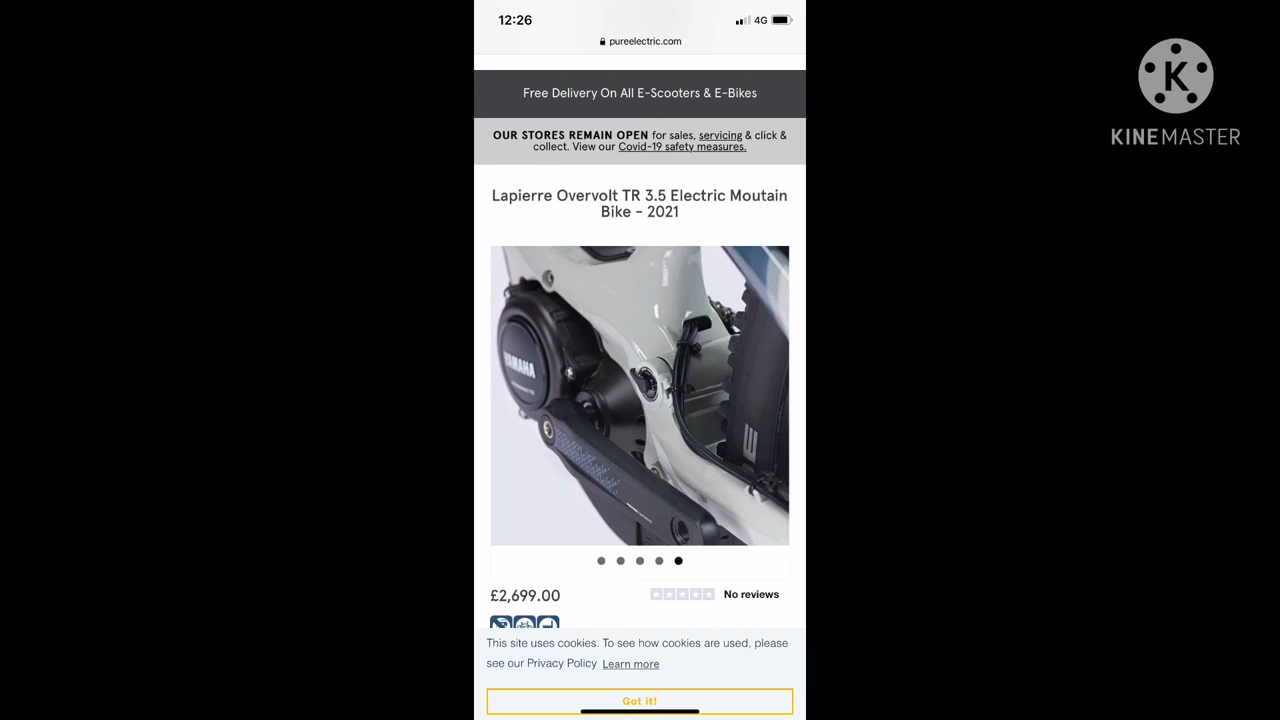 12:26
4G
pureelectric.com
K
KINEMASTER
Free Delivery On All E-Scooters & E-Bikes
OUR STORES REMAIN OPEN for sales, servicing & click &
collect. View our Covid-19 safety measures.
Lapierre Overvolt TR 3.5 Electric Moutain
Bike - 2021
YAMAHA
£2,699.00
No reviews
This site uses cookies. To see how cookies are used, please
see our Privacy Policy Learn more
Got it!